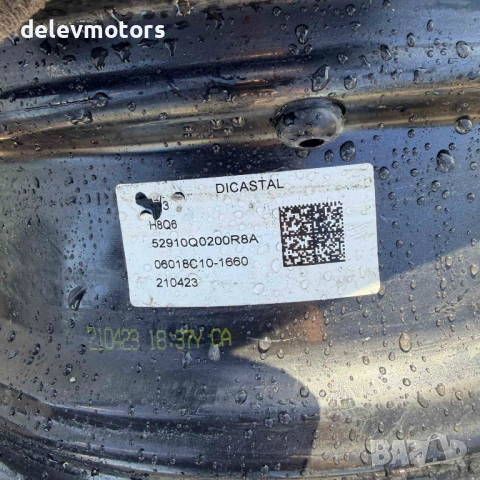 delevmotors
DICASTAL
H8Q6
52910Q0200R8A
06018C10-1660
210423
210423 18:37Y CA
BAZAR